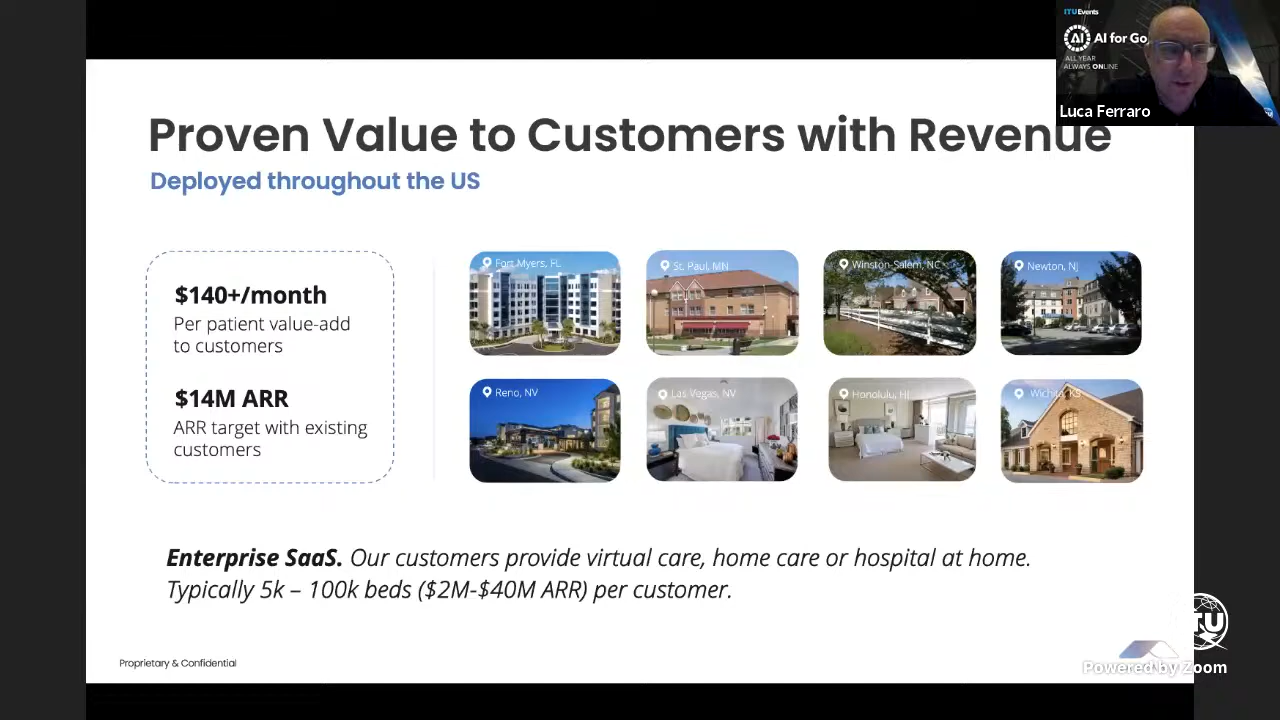 ITUEvents
AI
AI for Go
ALL YEAR
ALWAYS ONLINE
Luca Ferraro
Proven Value to Customers with Revenue
Deployed throughout the US
$140+/month
Per patient value-add
to customers
$14M ARR
ARR target with existing
customers
Fort Myers, FL
St. Paul, MN
Winston-Salem, NC
Newton, NJ
Reno, NV
Las Vegas, NV
Honolulu, HI
Wichita, KS
Enterprise SaaS. Our customers provide virtual care, home care or hospital at home.
Typically 5k – 100k beds ($2M-$40M ARR) per customer.
Proprietary & Confidential
ITU
Powered by Zoom